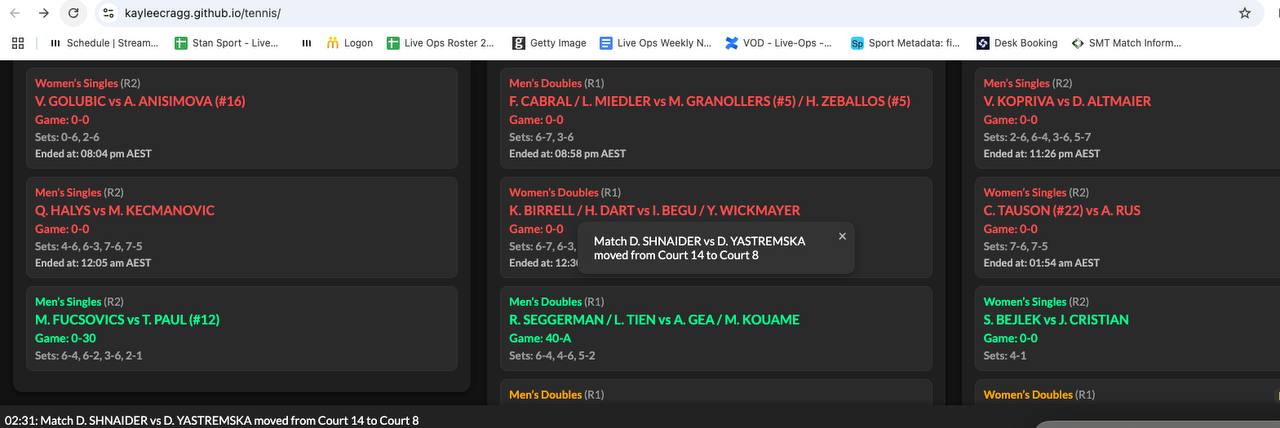 kayleecragg.github.io/tennis/
Schedule | Stream...
Stan Sport - Live...
Logon
Live Ops Roster 2...
Getty Image
Live Ops Weekly N...
VOD - Live-Ops -...
Sp
Sport Metadata: fi...
Desk Booking
SMT Match Inform...
Women's Singles (R2)
V. GOLUBIC vs A. ANISIMOVA (#16)
Game: 0-0
Sets: 0-6, 2-6
Ended at: 08:04 pm AEST
Men's Singles (R2)
Q. HALYS vs M. KECMANOVIC
Game: 0-0
Sets: 4-6, 6-3, 7-6, 7-5
Ended at: 12:05 am AEST
Men's Singles (R2)
M. FUCSOVICS vs T. PAUL (#12)
Game: 0-30
Sets: 6-4, 6-2, 3-6, 2-1
Men's Doubles (R1)
F. CABRAL / L. MIEDLER vs M. GRANOLLERS (#5) / H. ZEBALLOS (#5)
Game: 0-0
Sets: 6-7, 3-6
Ended at: 08:58 pm AEST
Women's Doubles (R1)
K. BIRRELL / H. DART vs I. BEGU / Y. WICKMAYER
Game: 0-0
Sets: 6-7, 6-3,
Ended at: 12:3
Match D. SHNAIDER vs D. YASTREMSKA
moved from Court 14 to Court 8
Men's Doubles (R1)
R. SEGGERMAN / L. TIEN vs A. GEA / M. KOUAME
Game: 40-A
Sets: 6-4, 4-6, 5-2
Men's Doubles (R1)
Men's Singles (R2)
V. KOPRIVA vs D. ALTMAIER
Game: 0-0
Sets: 2-6, 6-4, 3-6, 5-7
Ended at: 11:26 pm AEST
Women's Singles (R2)
C. TAUSON (#22) vs A. RUS
Game: 0-0
Sets: 7-6, 7-5
Ended at: 01:54 am AEST
Women's Singles (R2)
S. BEJLEK vs J. CRISTIAN
Game: 0-0
Sets: 4-1
Women's Doubles (R1)
02:31: Match D. SHNAIDER vs D. YASTREMSKA moved from Court 14 to Court 8